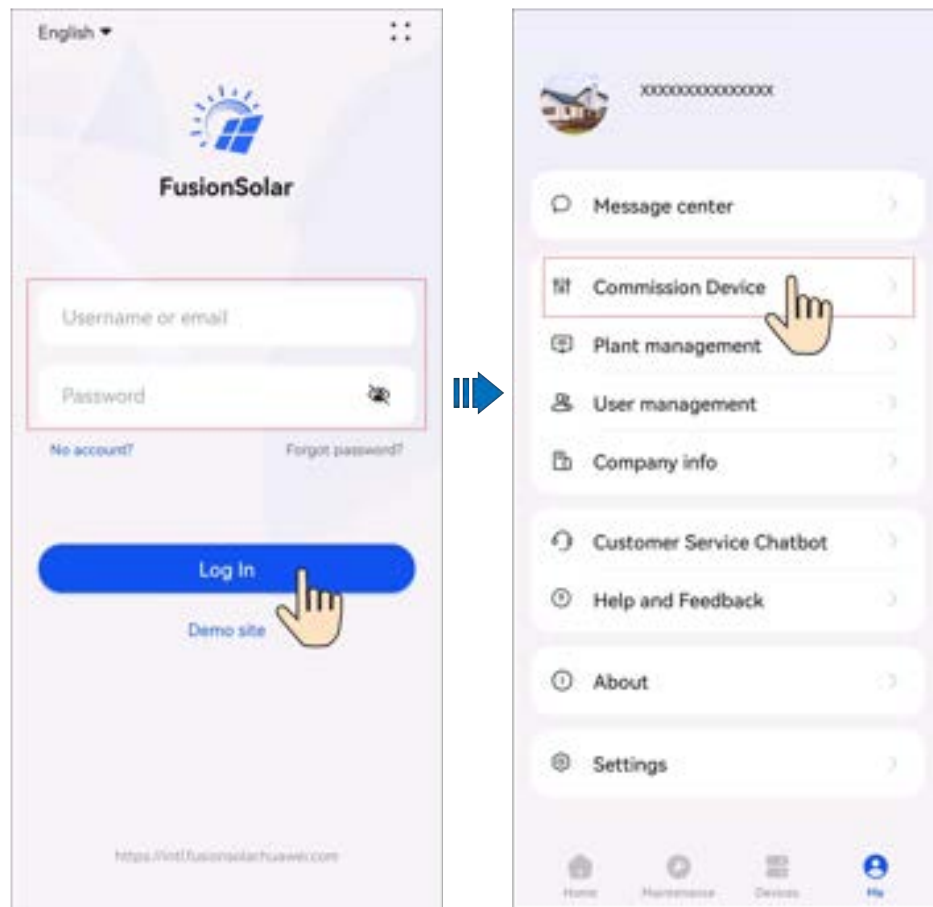 English
FusionSolar
Username or email
Password
No account? Forgot password?
Log In
Demo site
https://intl.fusionsolar.huawei.com
xxxxxxxxxxxxxxx
Message center
Commission Device
Plant management
User management
Company info
Customer Service Chatbot
Help and Feedback
About
Settings
Home Maintenance Devices Me